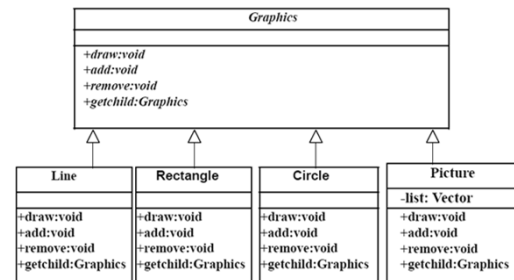 Graphics
+draw:void
+add:void
+remove:void
+getchild:Graphics
Line
+draw:void
+add:void
+remove:void
+getchild:Graphics
Rectangle
+draw:void
+add:void
+remove:void
+getchild:Graphics
Circle
+draw:void
+add:void
+remove:void
+getchild:Graphics
Picture
-list: Vector
+draw:void
+add:void
+remove:void
+getchild:Graphics